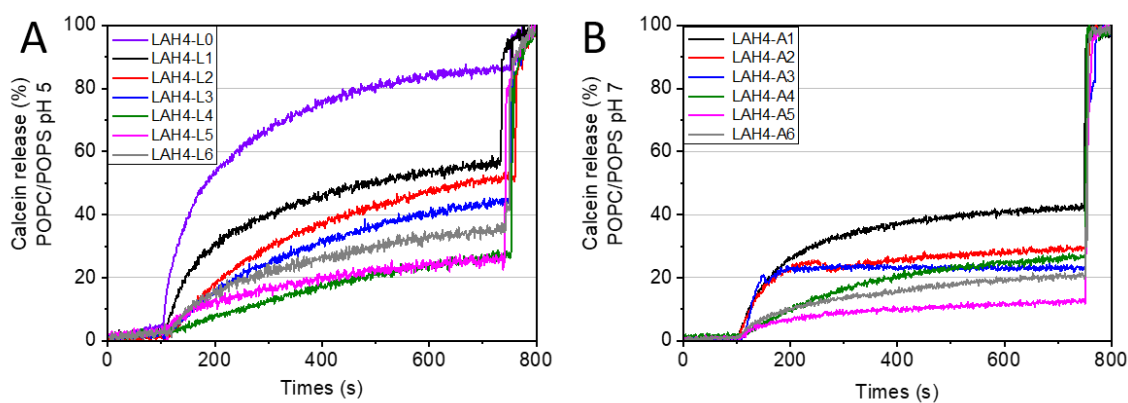 A
Calcein release (%)
POPC/POPS pH 5
100
80
60
40
20
0
LAH4-L0
LAH4-L1
LAH4-L2
LAH4-L3
LAH4-L4
LAH4-L5
LAH4-L6
0 200 400 600 800
Times (s)
B
Calcein release (%)
POPC/POPS pH 7
100
80
60
40
20
0
LAH4-A1
LAH4-A2
LAH4-A3
LAH4-A4
LAH4-A5
LAH4-A6
0 200 400 600 800
Times (s)